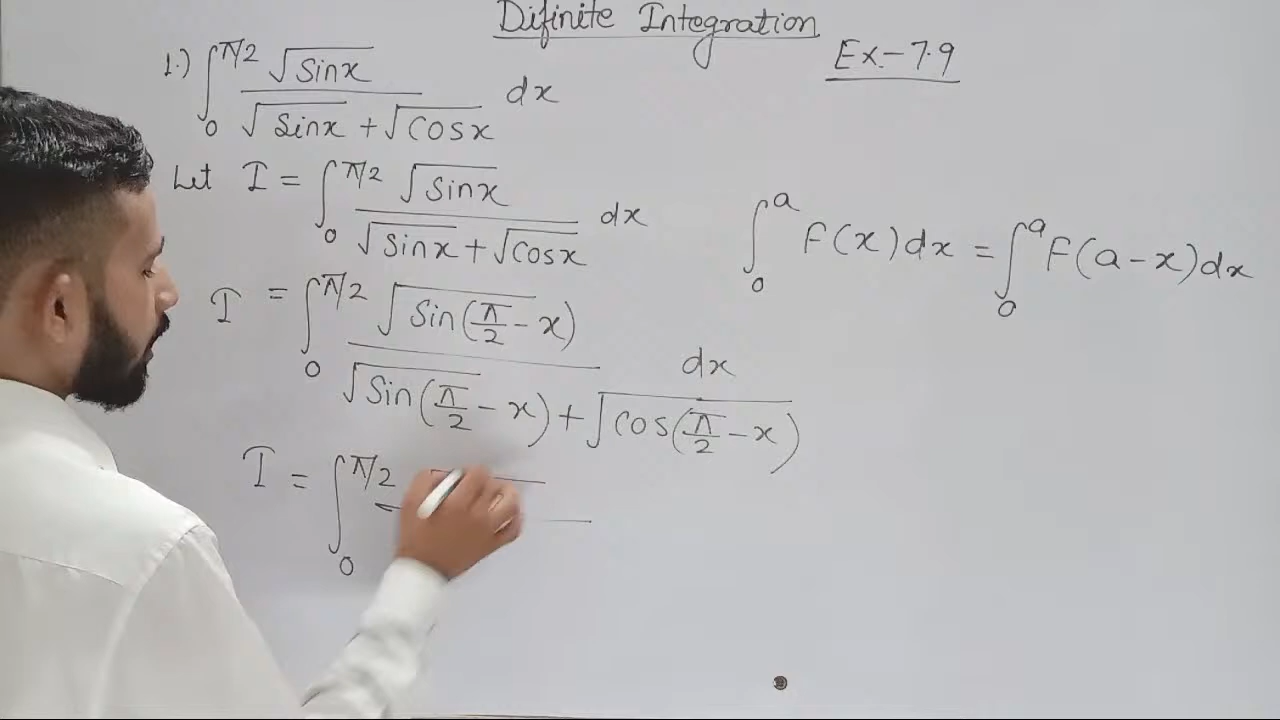 Difinite Integration
Ex-7.9
1.) ∫₀^π/2 √Sinx / (√Sinx + √Cosx) dx
Let I = ∫₀^π/2 √Sinx / (√Sinx + √Cosx) dx
∫₀^a F(x)dx = ∫₀^a F(a-x)dx
I = ∫₀^π/2 √Sin(π/2 - x) / (√Sin(π/2 - x) + √Cos(π/2 - x)) dx
I = ∫₀^π/2